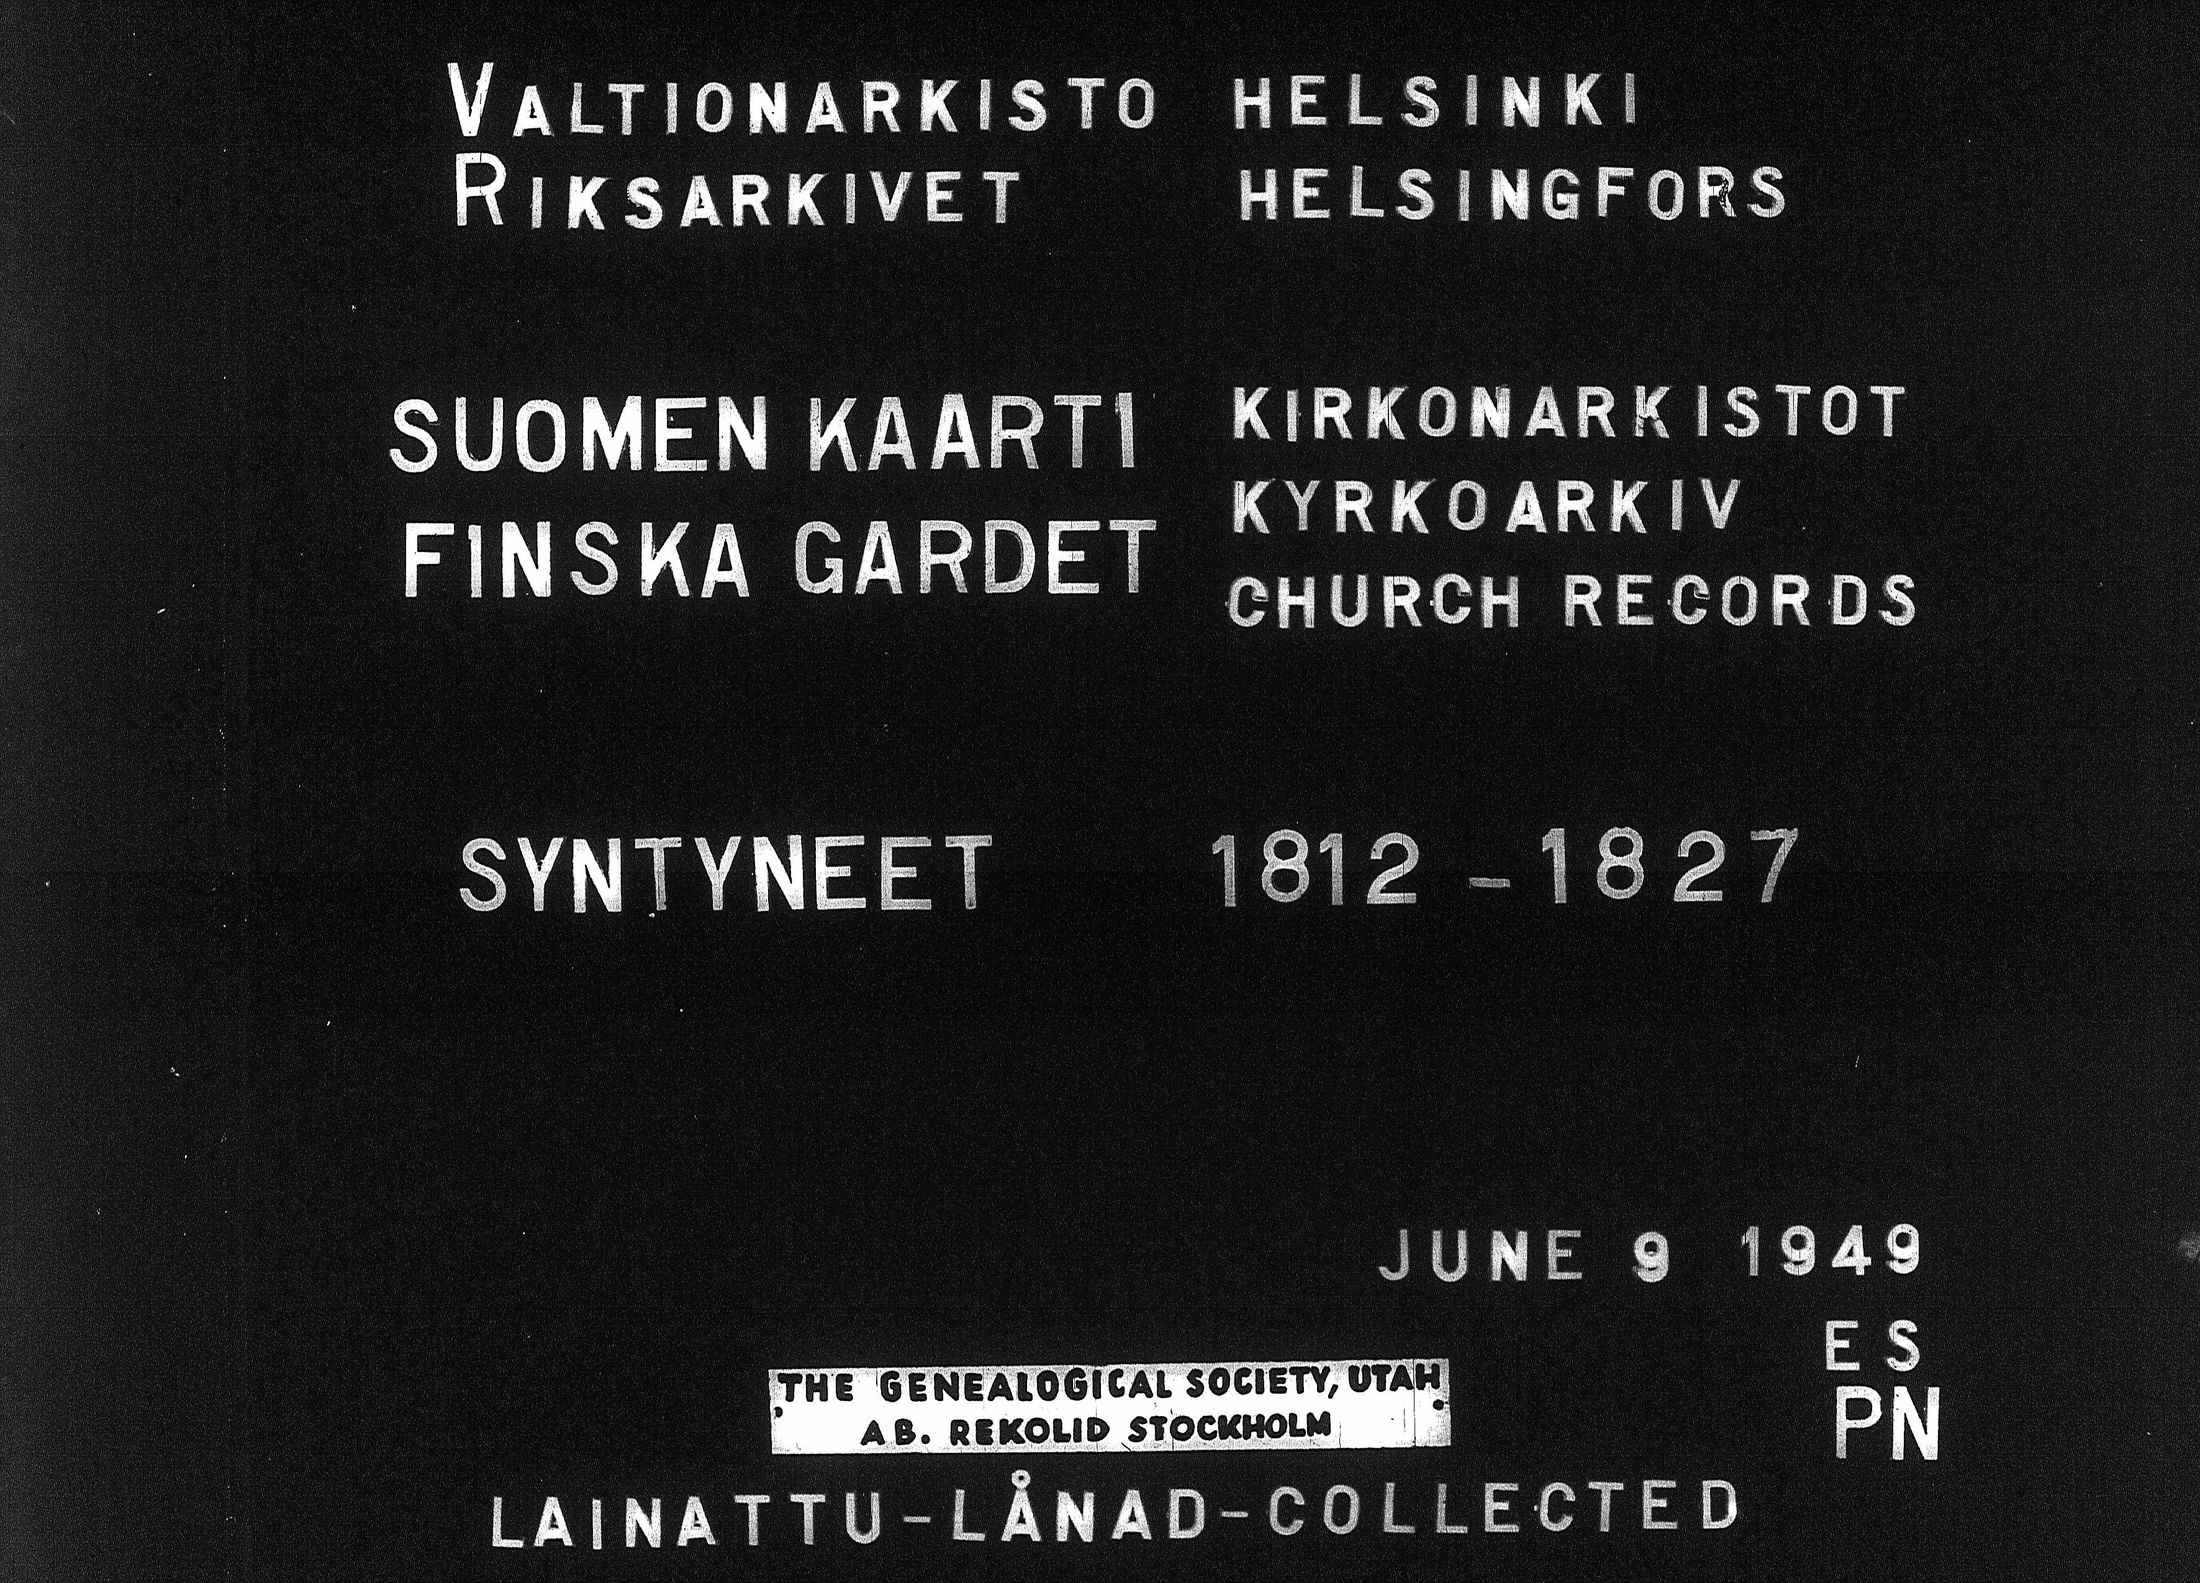 VALTIONARKISTO HELSINKI
RIKSARKIVET HELSINGFORS
SUOMEN KAARTI
FINSKA GARDET
KIRKONARKISTOT
KYRKOARKIV
CHURCH RECORDS
SYNTYNEET 1812-1827
JUNE 9 1949
ES
PN
THE GENEALOGICAL SOCIETY, UTAH
AB. REKOLID STOCKHOLM
LAINATTU-LÅNAD-COLLECTED